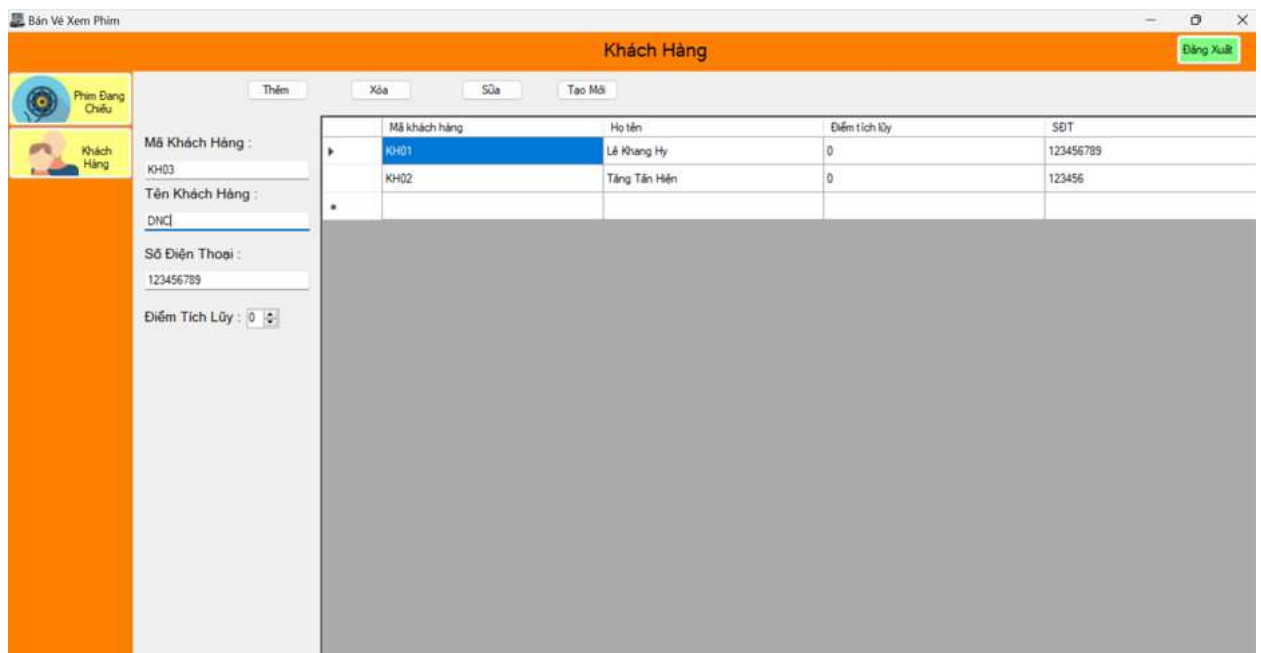 Bán Vé Xem Phim
Khách Hàng
Đăng Xuất
Phim Đang
Chiếu
Khách
Hàng
Thêm Xóa Sữa Tạo Mới
Mã Khách Hàng :
KH03
Tên Khách Hàng :
DNC
Số Điện Thoại :
123456789
Điểm Tích Lũy : 0
Mã khách hàng Họ tên Điểm tích lũy SĐT
KH01 Lê Khang Hy 0 123456789
KH02 Tăng Tấn Hiện 0 123456